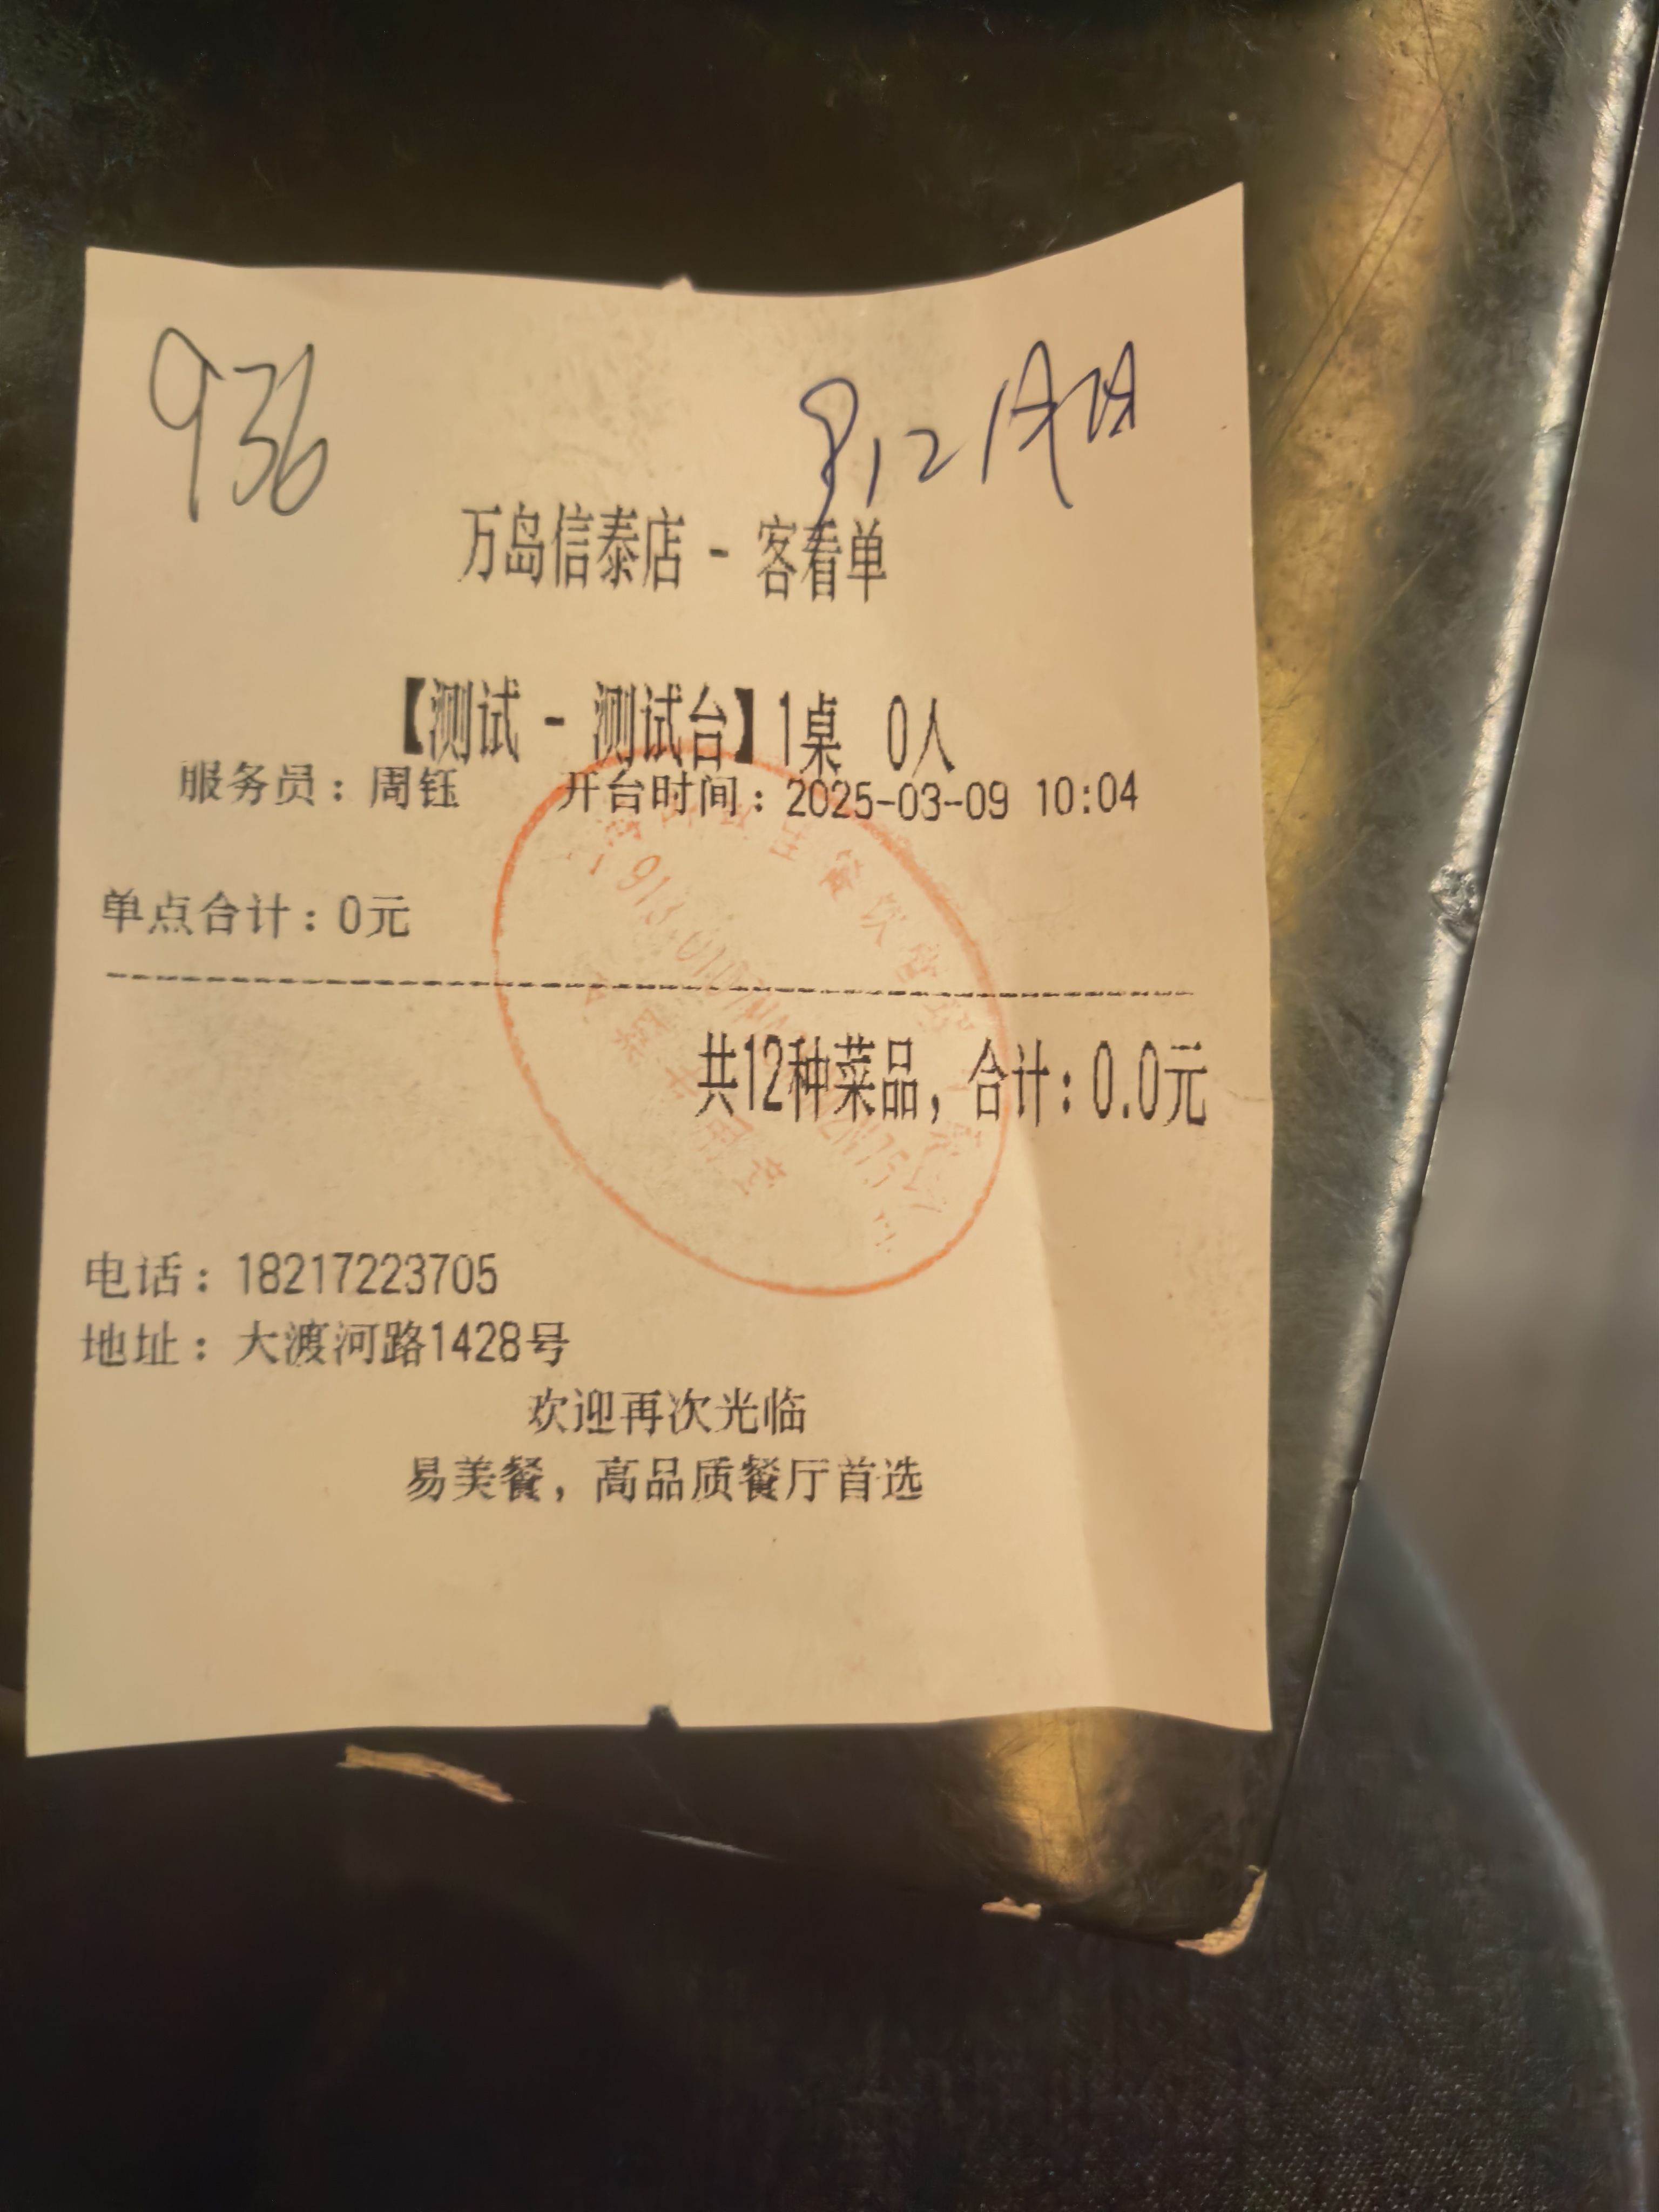 936
万岛信泰店 - 客看单
【测试 - 测试台】1桌 0人
服务员：周钰 开台时间：2025-03-09 10:04
单点合计：0元
共12种菜品，合计：0.0元
电话：18217223705
地址：大渡河路1428号
欢迎再次光临
易美餐，高品质餐厅首选